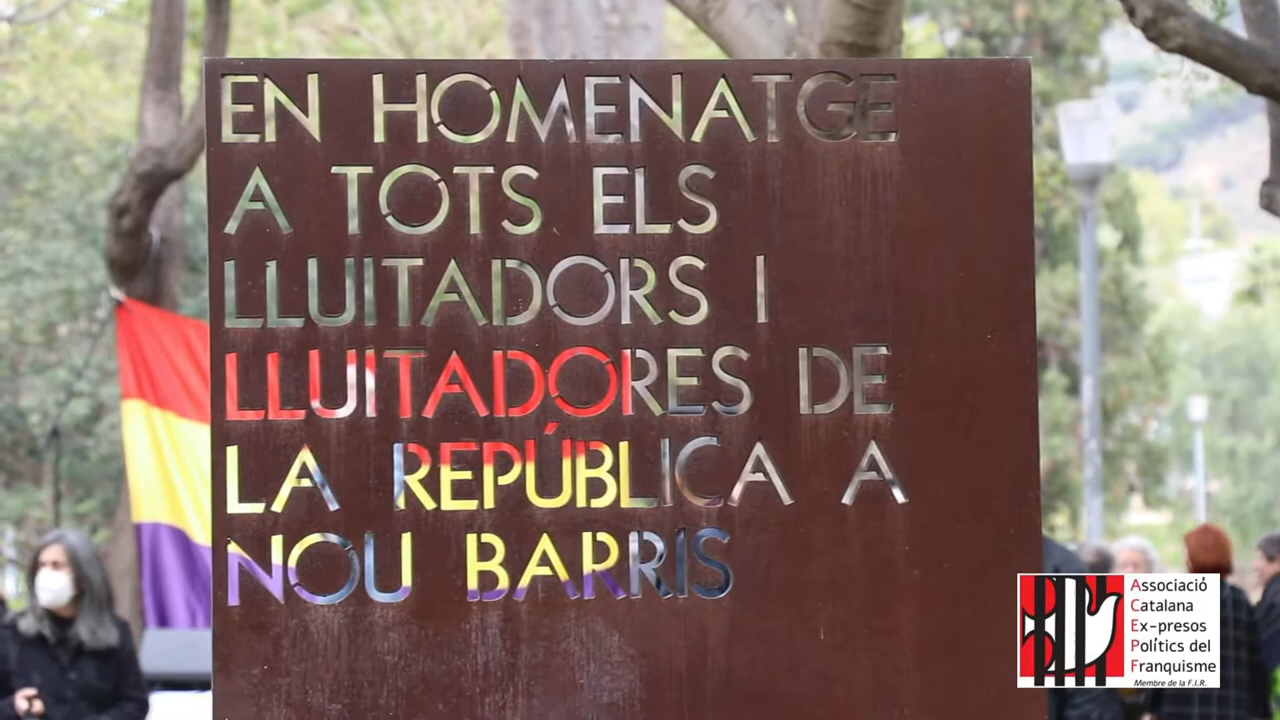 EN HOMENATGE
A TOTS ELS
LLUITADORS I
LLUITADORES DE
LA REPÚBLICA A
NOU BARRIS
Associació
Catalana
Ex-presos
Polítics del
Franquisme
Membre de la F.I.R.